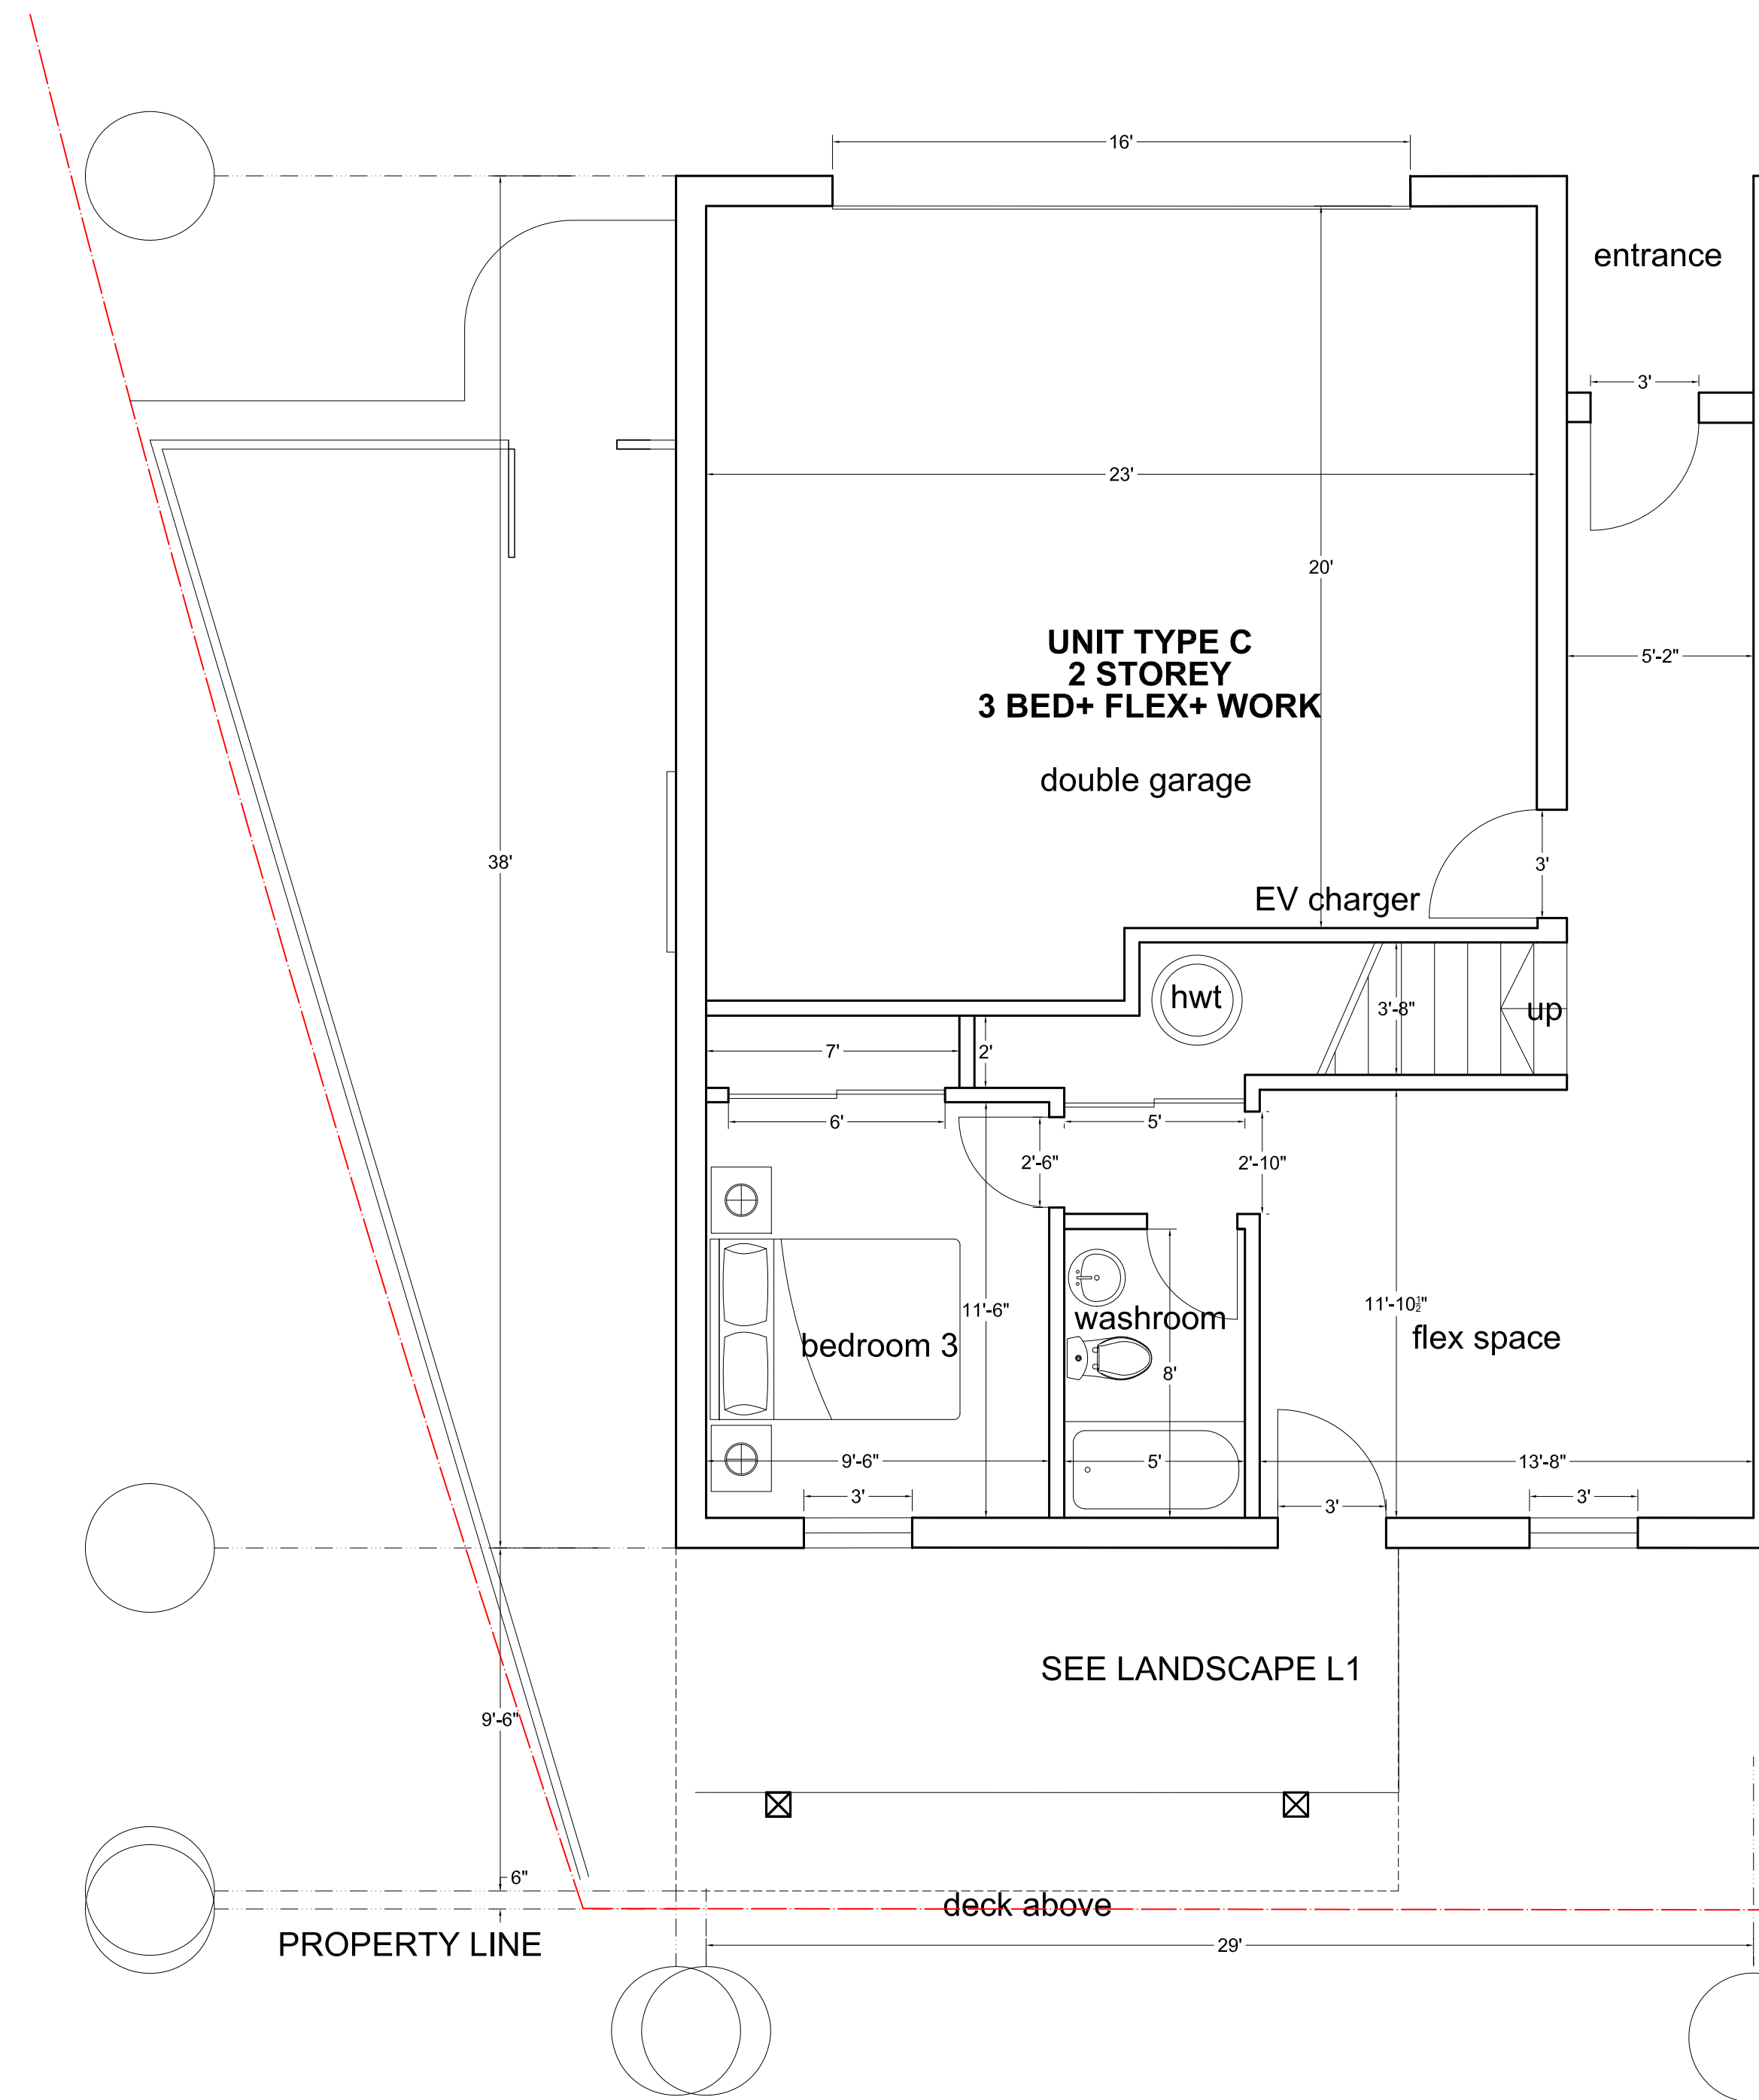 16'
entrance
3'
23'
20'
UNIT TYPE C
2 STOREY
3 BED+ FLEX+ WORK
5'-2"
double garage
38'
3'
EV charger
hwt
3'-8"
up
7'
2'
6'
5'
2'-6"
2'-10"
11'-6"
11'-10½"
washroom
flex space
bedroom 3
8'
9'-6"
5'
13'-8"
3'
3'
3'
SEE LANDSCAPE L1
9'-6"
6"
deck above
PROPERTY LINE
29'